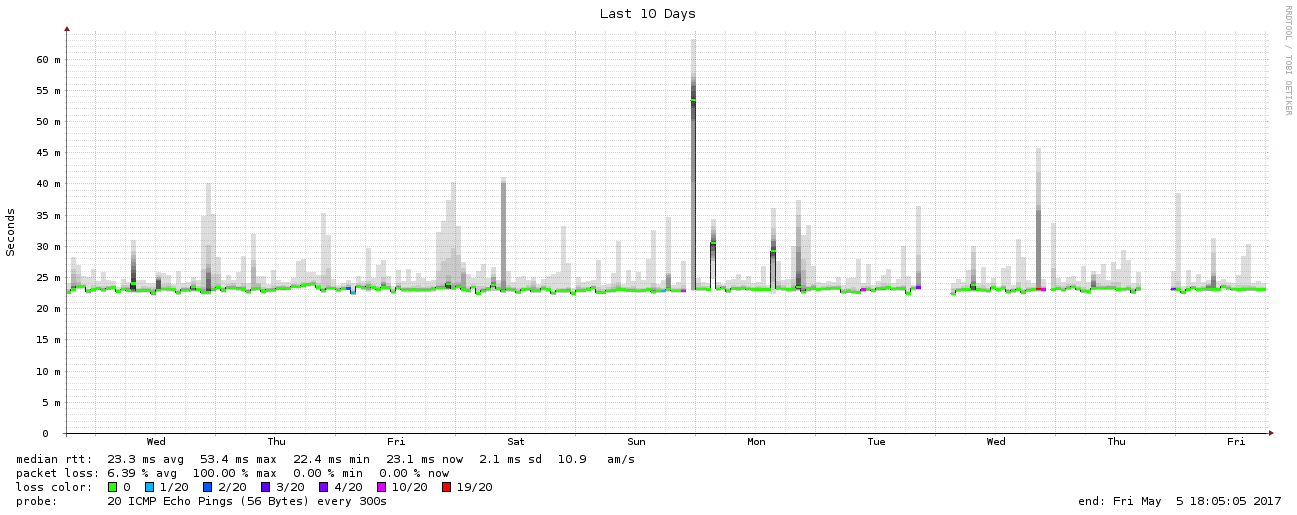 Last 10 Days
RRDTOOL / TOBI OETIKER
Seconds
60 m
55 m
50 m
45 m
40 m
35 m
30 m
25 m
20 m
15 m
10 m
5 m
0
Wed Thu Fri Sat Sun Mon Tue Wed Thu Fri
median rtt: 23.3 ms avg 53.4 ms max 22.4 ms min 23.1 ms now 2.1 ms sd 10.9 am/s
packet loss: 6.39 % avg 100.00 % max 0.00 % min 0.00 % now
loss color: 0 1/20 2/20 3/20 4/20 10/20 19/20
probe: 20 ICMP Echo Pings (56 Bytes) every 300s end: Fri May 5 18:05:05 2017